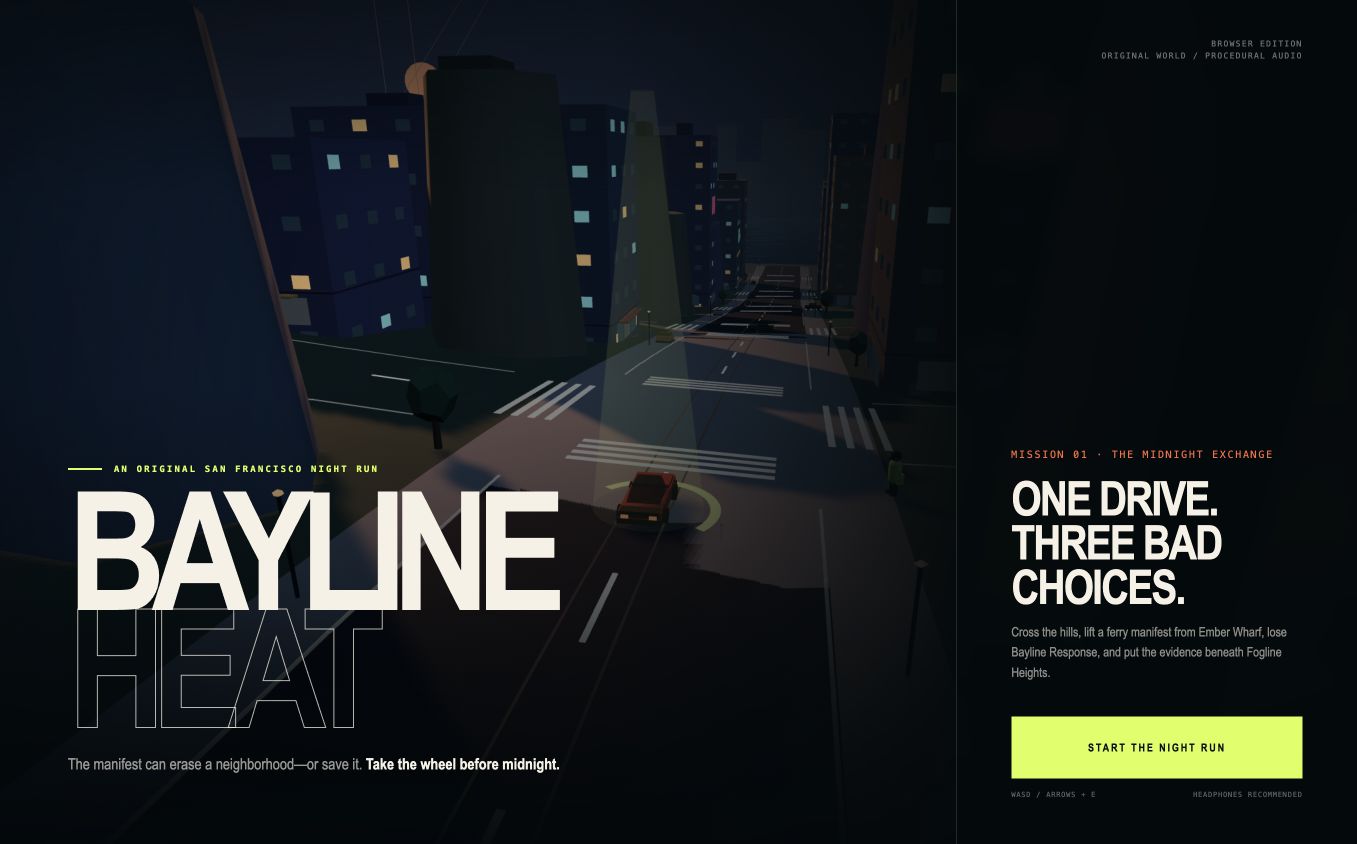 BROWSER EDITION
ORIGINAL WORLD / PROCEDURAL AUDIO
AN ORIGINAL SAN FRANCISCO NIGHT RUN
BAYLINE
HEAT
The manifest can erase a neighborhood—or save it. Take the wheel before midnight.
MISSION 01 · THE MIDNIGHT EXCHANGE
ONE DRIVE.
THREE BAD
CHOICES.
Cross the hills, lift a ferry manifest from Ember Wharf, lose
Bayline Response, and put the evidence beneath Fogline
Heights.
START THE NIGHT RUN
WASD / ARROWS + E
HEADPHONES RECOMMENDED